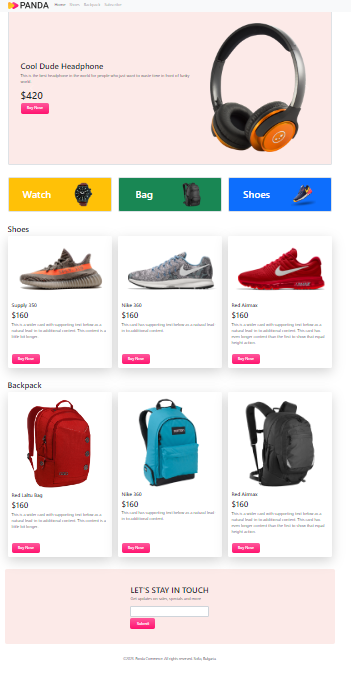 PANDA
Home Shoes Backpack Subscribe
Cool Dude Headphone
This is the best headphone in the world for people who just want to waste time in front of Nokey
world.
$420
Buy Now
Watch
Bag
Shoes
Shoes
Supply 350
$160
This is a wider card with supporting text below as a
natural lead-in to additional content. This content is a
little bit longer.
Buy Now
Nike 360
$160
This card has supporting text below as a natural lead-
in to additional content.
Buy Now
Red Airmax
$160
This is a wider card with supporting text below as a
natural lead-in to additional content. This card has
even longer content than the first to show that equal
height action.
Buy Now
Backpack
Red Laltu Bag
$160
This is a wider card with supporting text below as a
natural lead-in to additional content. This content is a
little bit longer.
Buy Now
Nike 360
$160
This card has supporting text below as a natural lead-
in to additional content.
Buy Now
Red Airmax
$160
This is a wider card with supporting text below as a
natural lead-in to additional content. This card has
even longer content than the first to show that equal
height action.
Buy Now
LET'S STAY IN TOUCH
Get updates on sales, specials and more
Submit